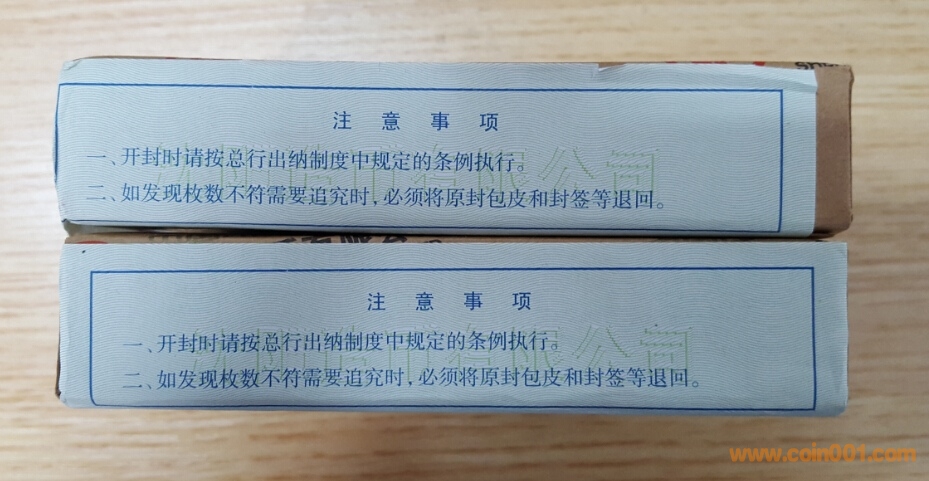 注意事项
一、开封时请按总行出纳制度中规定的条例执行。
二、如发现枚数不符需要追究时，必须将原封包皮和封签等退回。
注意事项
一、开封时请按总行出纳制度中规定的条例执行。
二、如发现枚数不符需要追究时，必须将原封包皮和封签等退回。
www.coin001.com